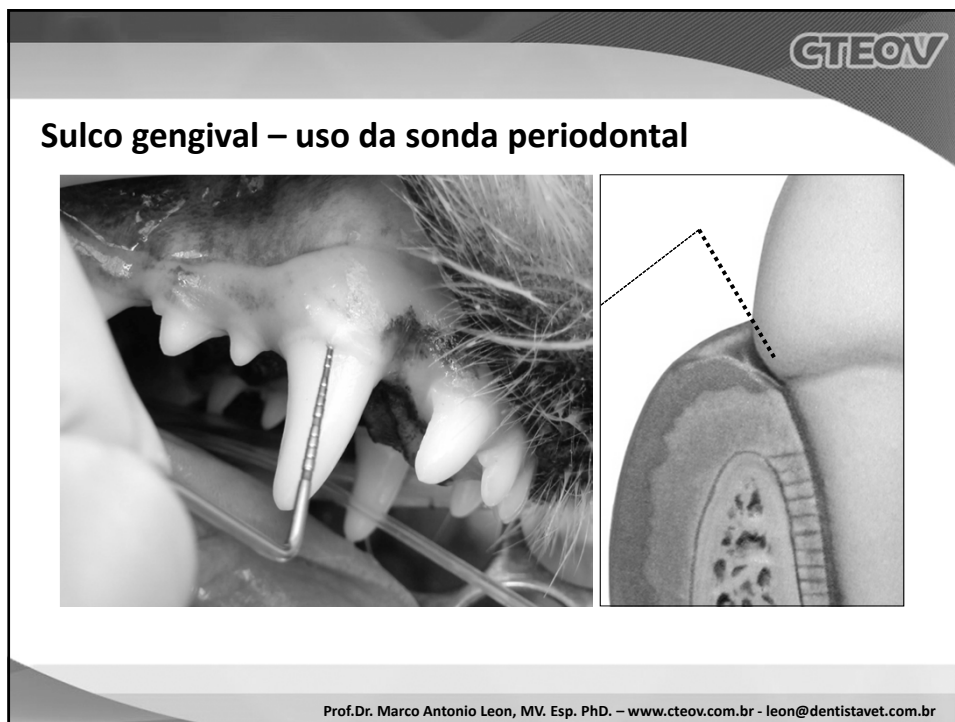 CTEOV
Sulco gengival – uso da sonda periodontal
Prof.Dr. Marco Antonio Leon, MV. Esp. PhD. – www.cteov.com.br - leon@dentistavet.com.br